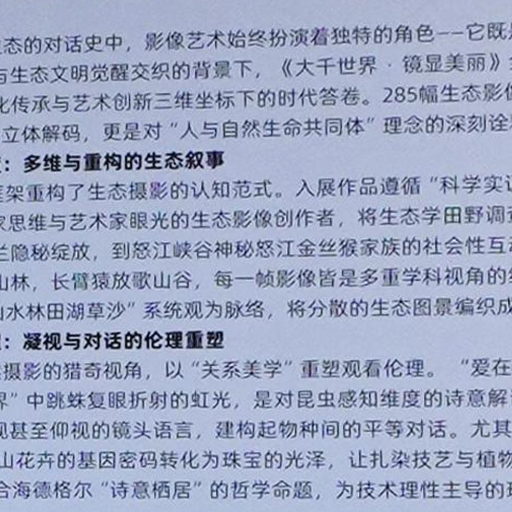 态的对话史中，影像艺术始终扮演着独特的角色——它既
与生态文明觉醒交织的背景下，《大千世界·镜显美丽》
化传承与艺术创新三维坐标下的时代答卷。285幅生态影
立体解码，更是对“人与自然生命共同体”理念的深刻诠
：多维与重构的生态叙事
框架重构了生态摄影的认知范式。入展作品遵循“科学实证
家思维与艺术家眼光的生态影像创作者，将生态学田野调查
兰隐秘绽放，到怒江峡谷神秘怒江金丝猴家族的社会性互动
山林，长臂猿放歌山谷，每一帧影像皆是多重学科视角的
山水林田湖草沙”系统观为脉络，将分散的生态图景编织成
：凝视与对话的伦理重塑
摄影的猎奇视角，以“关系美学”重塑观看伦理。“爱在
界”中跳蛛复眼折射的虹光，是对昆虫感知维度的诗意解
视甚至仰视的镜头语言，建构起物种间的平等对话。尤其
山花卉的基因密码转化为珠宝的光泽，让扎染技艺与植物
合海德格尔“诗意栖居”的哲学命题，为技术理性主导的